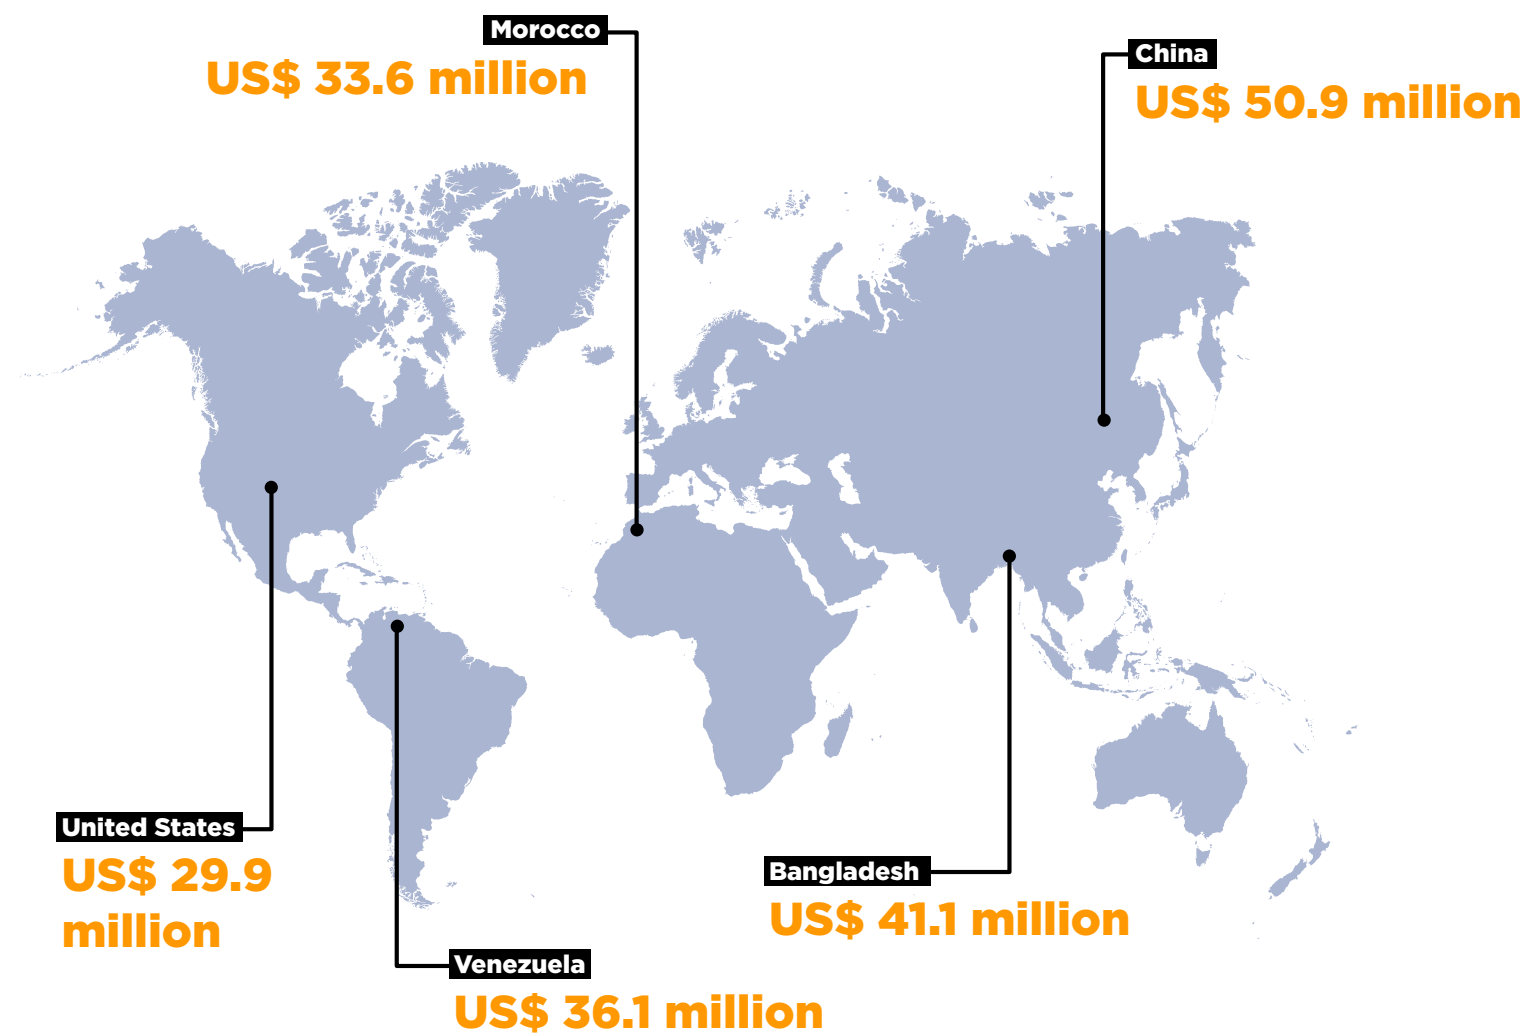 Morocco
US$ 33.6 million
China
US$ 50.9 million
United States
US$ 29.9
million
Bangladesh
US$ 41.1 million
Venezuela
US$ 36.1 million